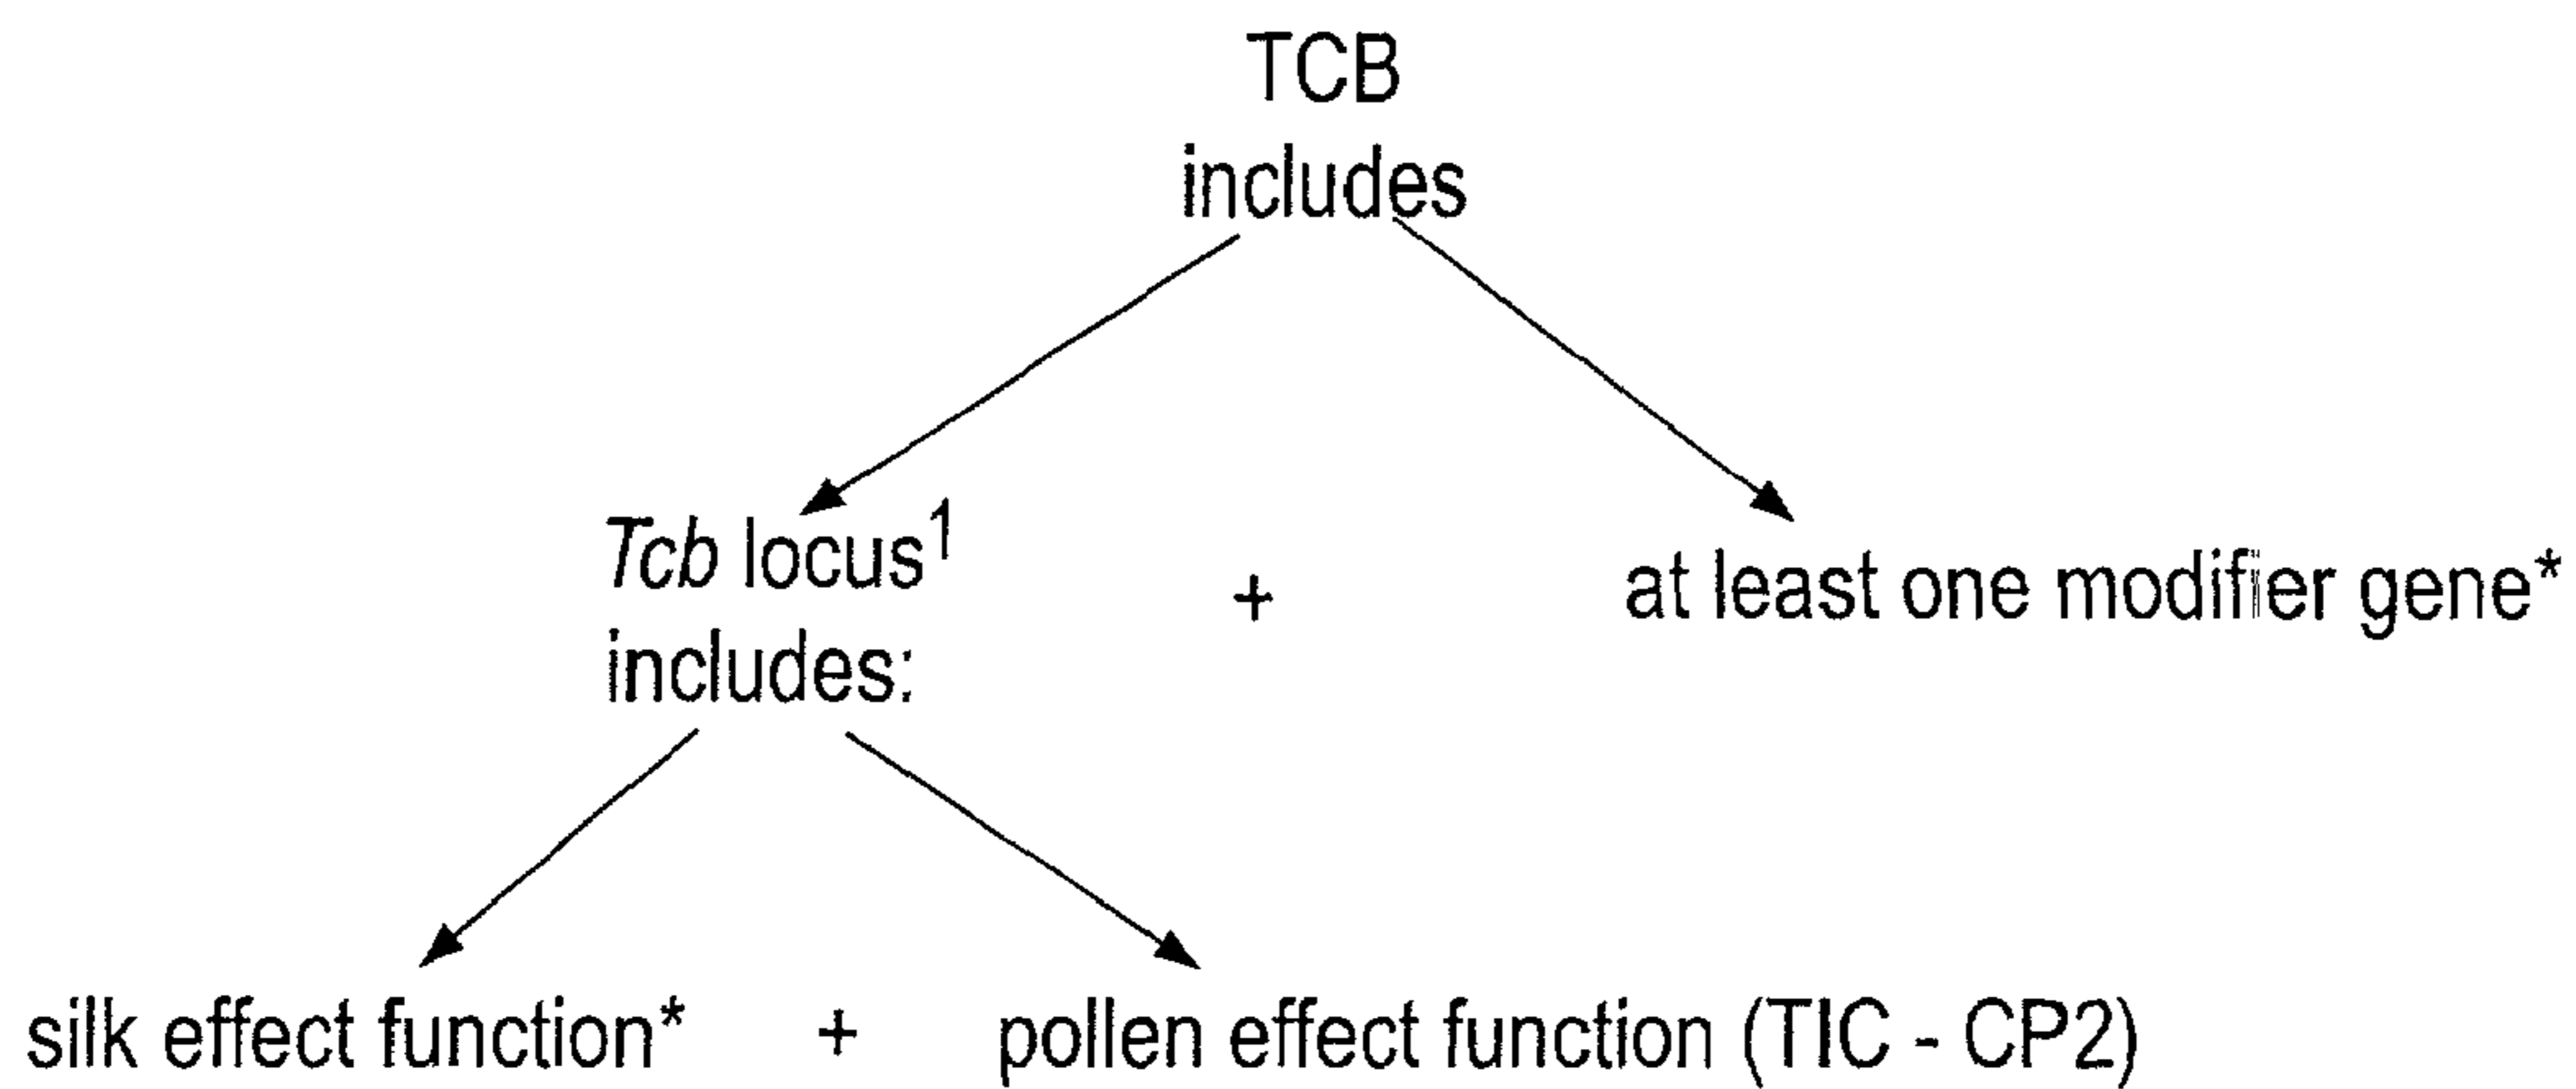 TCB
includes
Tcb locus¹ + at least one modifier gene*
includes:
silk effect function* + pollen effect function (TIC - CP2)